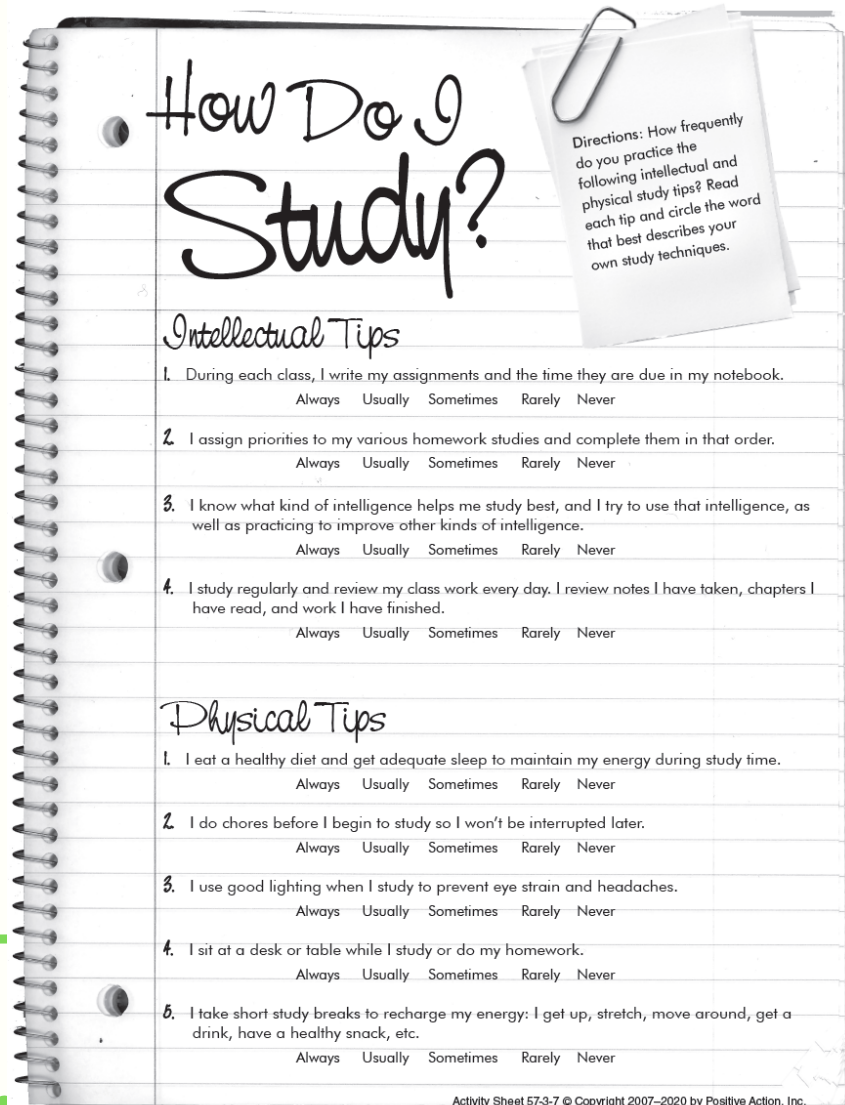 How Do I
Study?
Directions: How frequently
do you practice the
following intellectual and
physical study tips? Read
each tip and circle the word
that best describes your
own study techniques.
Intellectual Tips
1. During each class, I write my assignments and the time they are due in my notebook.
Always Usually Sometimes Rarely Never
2. I assign priorities to my various homework studies and complete them in that order.
Always Usually Sometimes Rarely Never
3. I know what kind of intelligence helps me study best, and I try to use that intelligence, as
well as practicing to improve other kinds of intelligence.
Always Usually Sometimes Rarely Never
4. I study regularly and review my class work every day. I review notes I have taken, chapters I
have read, and work I have finished.
Always Usually Sometimes Rarely Never
Physical Tips
1. I eat a healthy diet and get adequate sleep to maintain my energy during study time.
Always Usually Sometimes Rarely Never
2. I do chores before I begin to study so I won't be interrupted later.
Always Usually Sometimes Rarely Never
3. I use good lighting when I study to prevent eye strain and headaches.
Always Usually Sometimes Rarely Never
4. I sit at a desk or table while I study or do my homework.
Always Usually Sometimes Rarely Never
5. I take short study breaks to recharge my energy: I get up, stretch, move around, get a
drink, have a healthy snack, etc.
Always Usually Sometimes Rarely Never
Activity Sheet 57-3-7 © Copyright 2007–2020 by Positive Action, Inc.